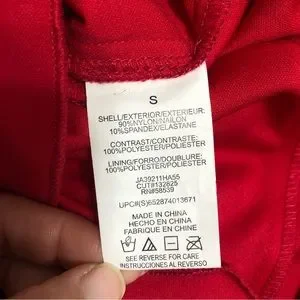 S
SHELL/EXTERIOR/EXTERIEUR:
90%NYLON/NAILON
10%SPANDEX/ELASTANE
CONTRAST/CONTRASTE:
100%POLYESTER/POLIESTER
LINING/FORRO/DOUBLURE:
100%POLYESTER/POLIESTER
JA39211HA55
CUT#132825
RN#58539
UPC#(S)652874013671
MADE IN CHINA
HECHO EN CHINA
FABRIQUE EN CHINE
SEE REVERSE FOR CARE
INSTRUCCIONES AL REVERSO